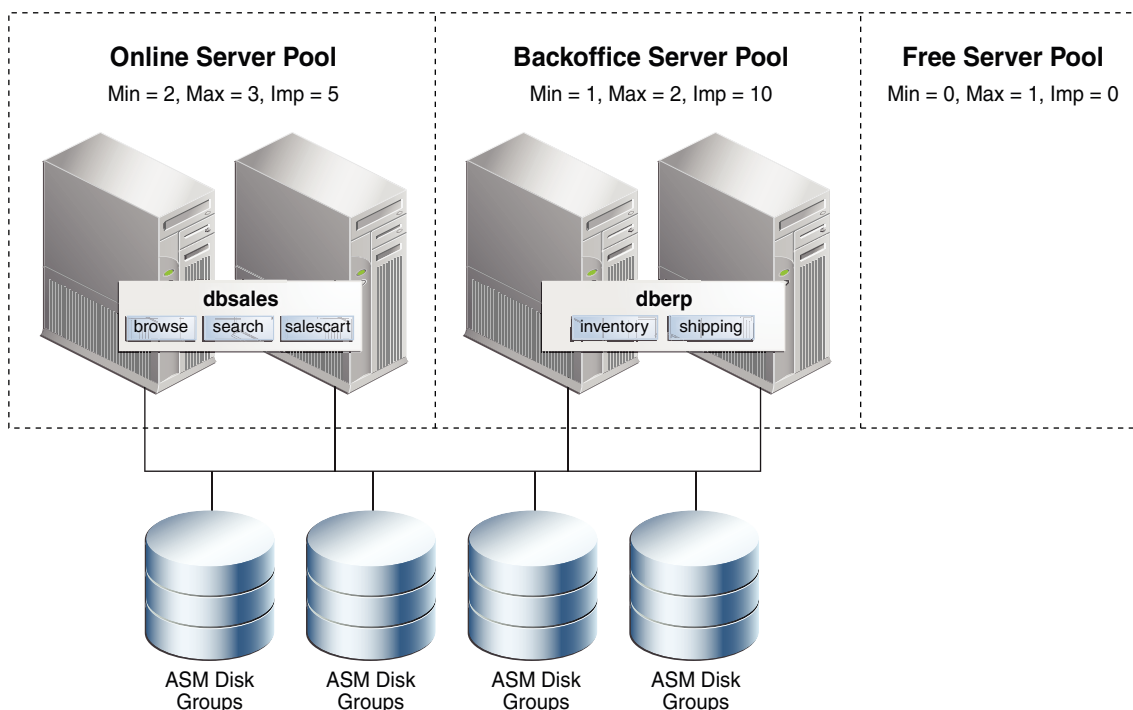 Online Server Pool
Min = 2, Max = 3, Imp = 5
Backoffice Server Pool
Min = 1, Max = 2, Imp = 10
Free Server Pool
Min = 0, Max = 1, Imp = 0
dbsales
browse
search
salescart
dberp
inventory
shipping
ASM Disk
Groups
ASM Disk
Groups
ASM Disk
Groups
ASM Disk
Groups